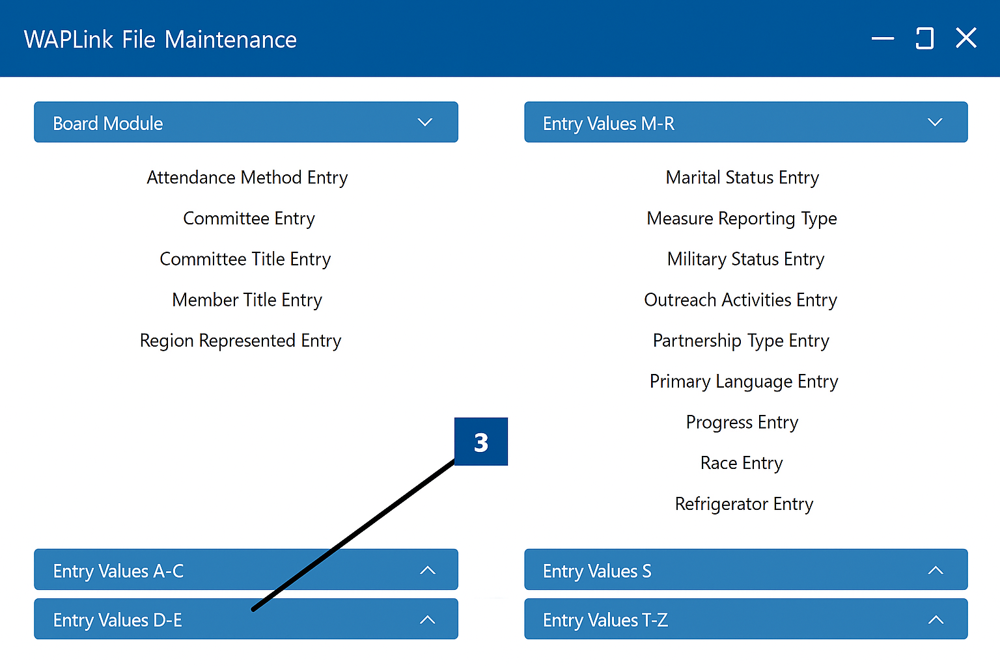 WAPLink File Maintenance
Board Module
Attendance Method Entry
Committee Entry
Committee Title Entry
Member Title Entry
Region Represented Entry
3
Entry Values A-C
Entry Values D-E
Entry Values M-R
Marital Status Entry
Measure Reporting Type
Military Status Entry
Outreach Activities Entry
Partnership Type Entry
Primary Language Entry
Progress Entry
Race Entry
Refrigerator Entry
Entry Values S
Entry Values T-Z